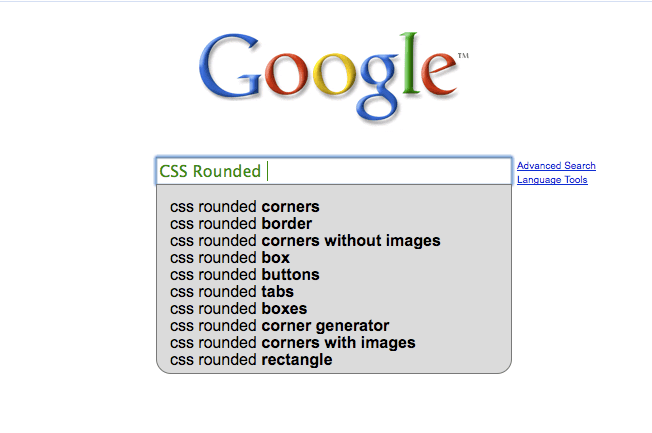 Google™
CSS Rounded
Advanced Search
Language Tools
css rounded corners
css rounded border
css rounded corners without images
css rounded box
css rounded buttons
css rounded tabs
css rounded boxes
css rounded corner generator
css rounded corners with images
css rounded rectangle